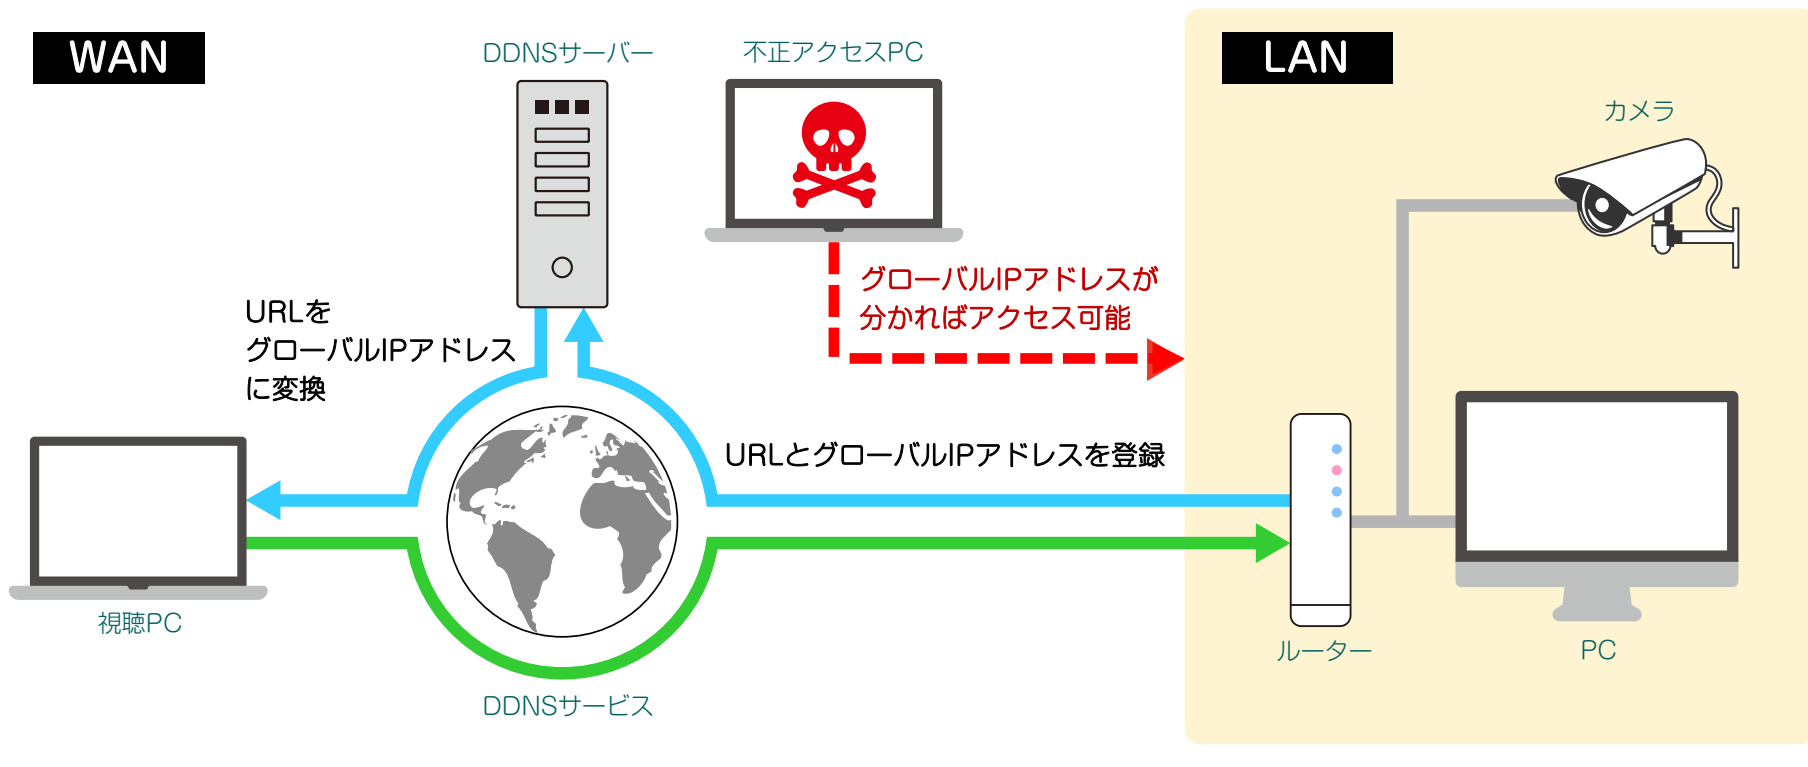 WAN
DDNSサーバー
不正アクセスPC
LAN
カメラ
グローバルIPアドレスが
分かればアクセス可能
URLを
グローバルIPアドレス
に変換
URLとグローバルIPアドレスを登録
視聴PC
ルーター
PC
DDNSサービス